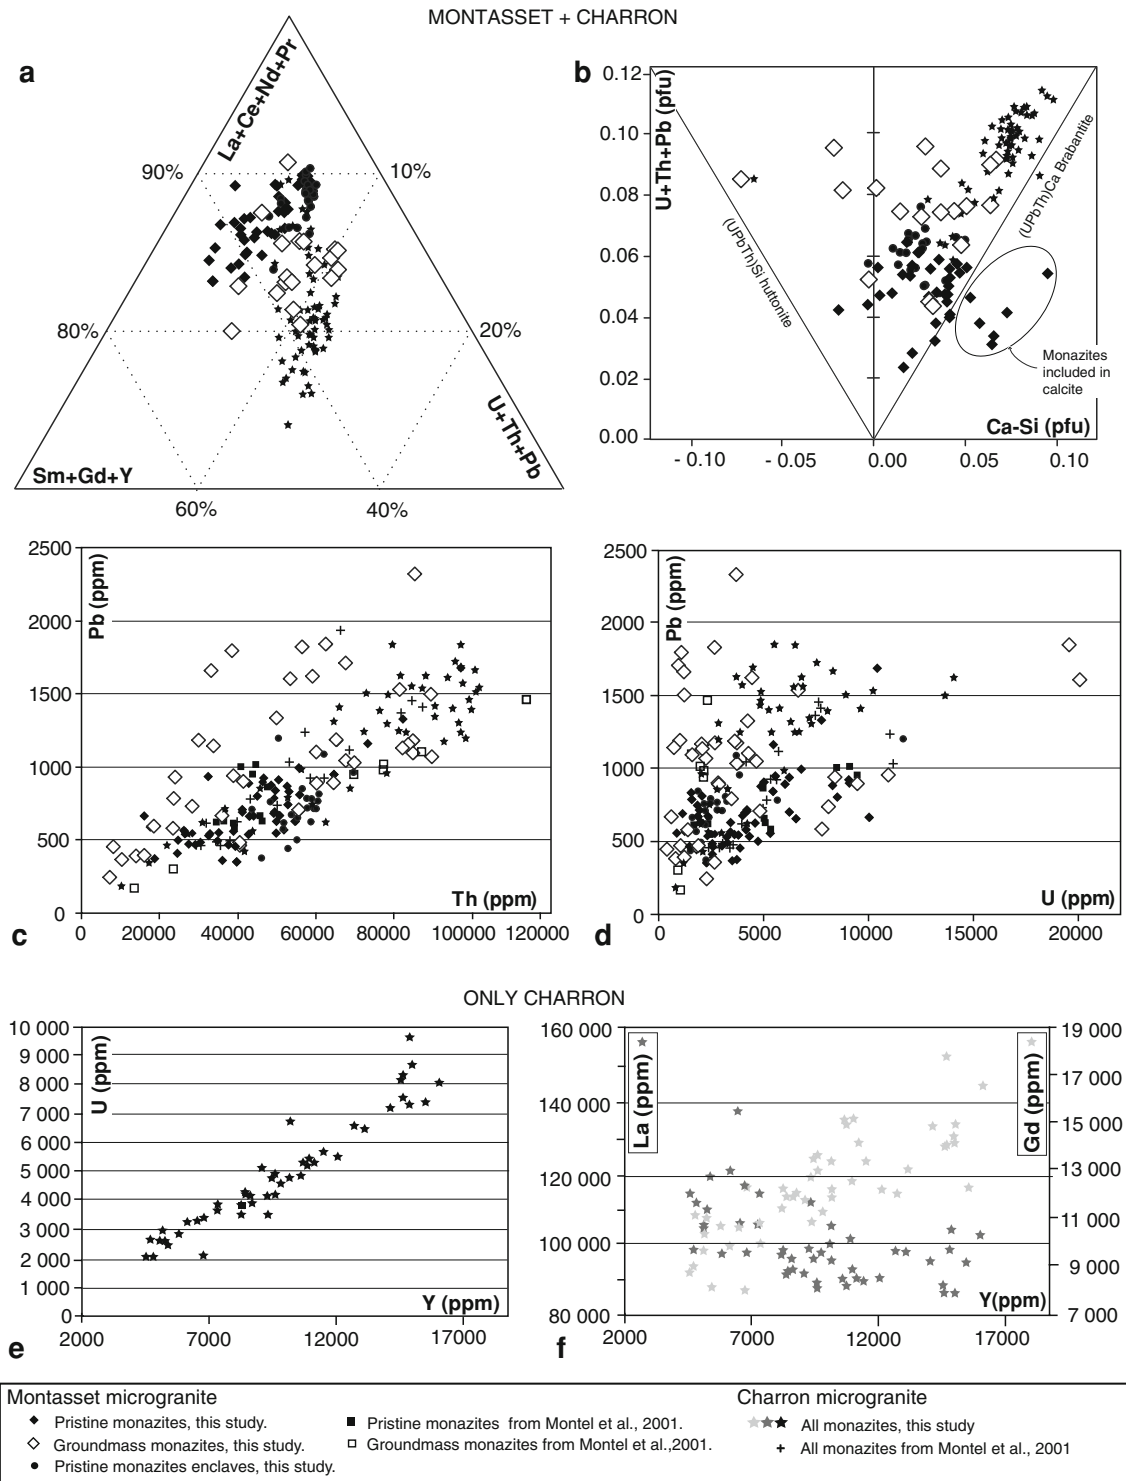 MONTASSET + CHARRON
a
La+Ce+Nd+Pr
90%
10%
80%
20%
U+Th+Pb
Sm+Gd+Y
60%
40%
b
0.12
0.10
0.08
0.06
0.04
0.02
0.00
U+Th+Pb (pfu)
(UPbTh)Si huttonite
(UPbTh)Ca Brabantite
Monazites
included in
calcite
Ca-Si (pfu)
- 0.10
- 0.05
0.00
0.05
0.10
2500
2000
1500
1000
500
0
Pb (ppm)
Th (ppm)
0
20000
40000
60000
80000
100000
120000
c
2500
2000
1500
1000
500
0
Pb (ppm)
U (ppm)
0
5000
10000
15000
20000
d
ONLY CHARRON
10 000
9 000
8 000
7 000
6 000
5 000
4 000
3 000
2 000
1 000
0
U (ppm)
Y (ppm)
2000
7000
12000
17000
e
160 000
140 000
120 000
100 000
80 000
La (ppm)
Gd (ppm)
19 000
17 000
15 000
13 000
11 000
9 000
7 000
Y(ppm)
2000
7000
12000
17000
f
Montasset microgranite
Pristine monazites, this study.
Groundmass monazites, this study.
Pristine monazites enclaves, this study.
Pristine monazites from Montel et al., 2001.
Groundmass monazites from Montel et al.,2001.
Charron microgranite
All monazites, this study
All monazites from Montel et al., 2001